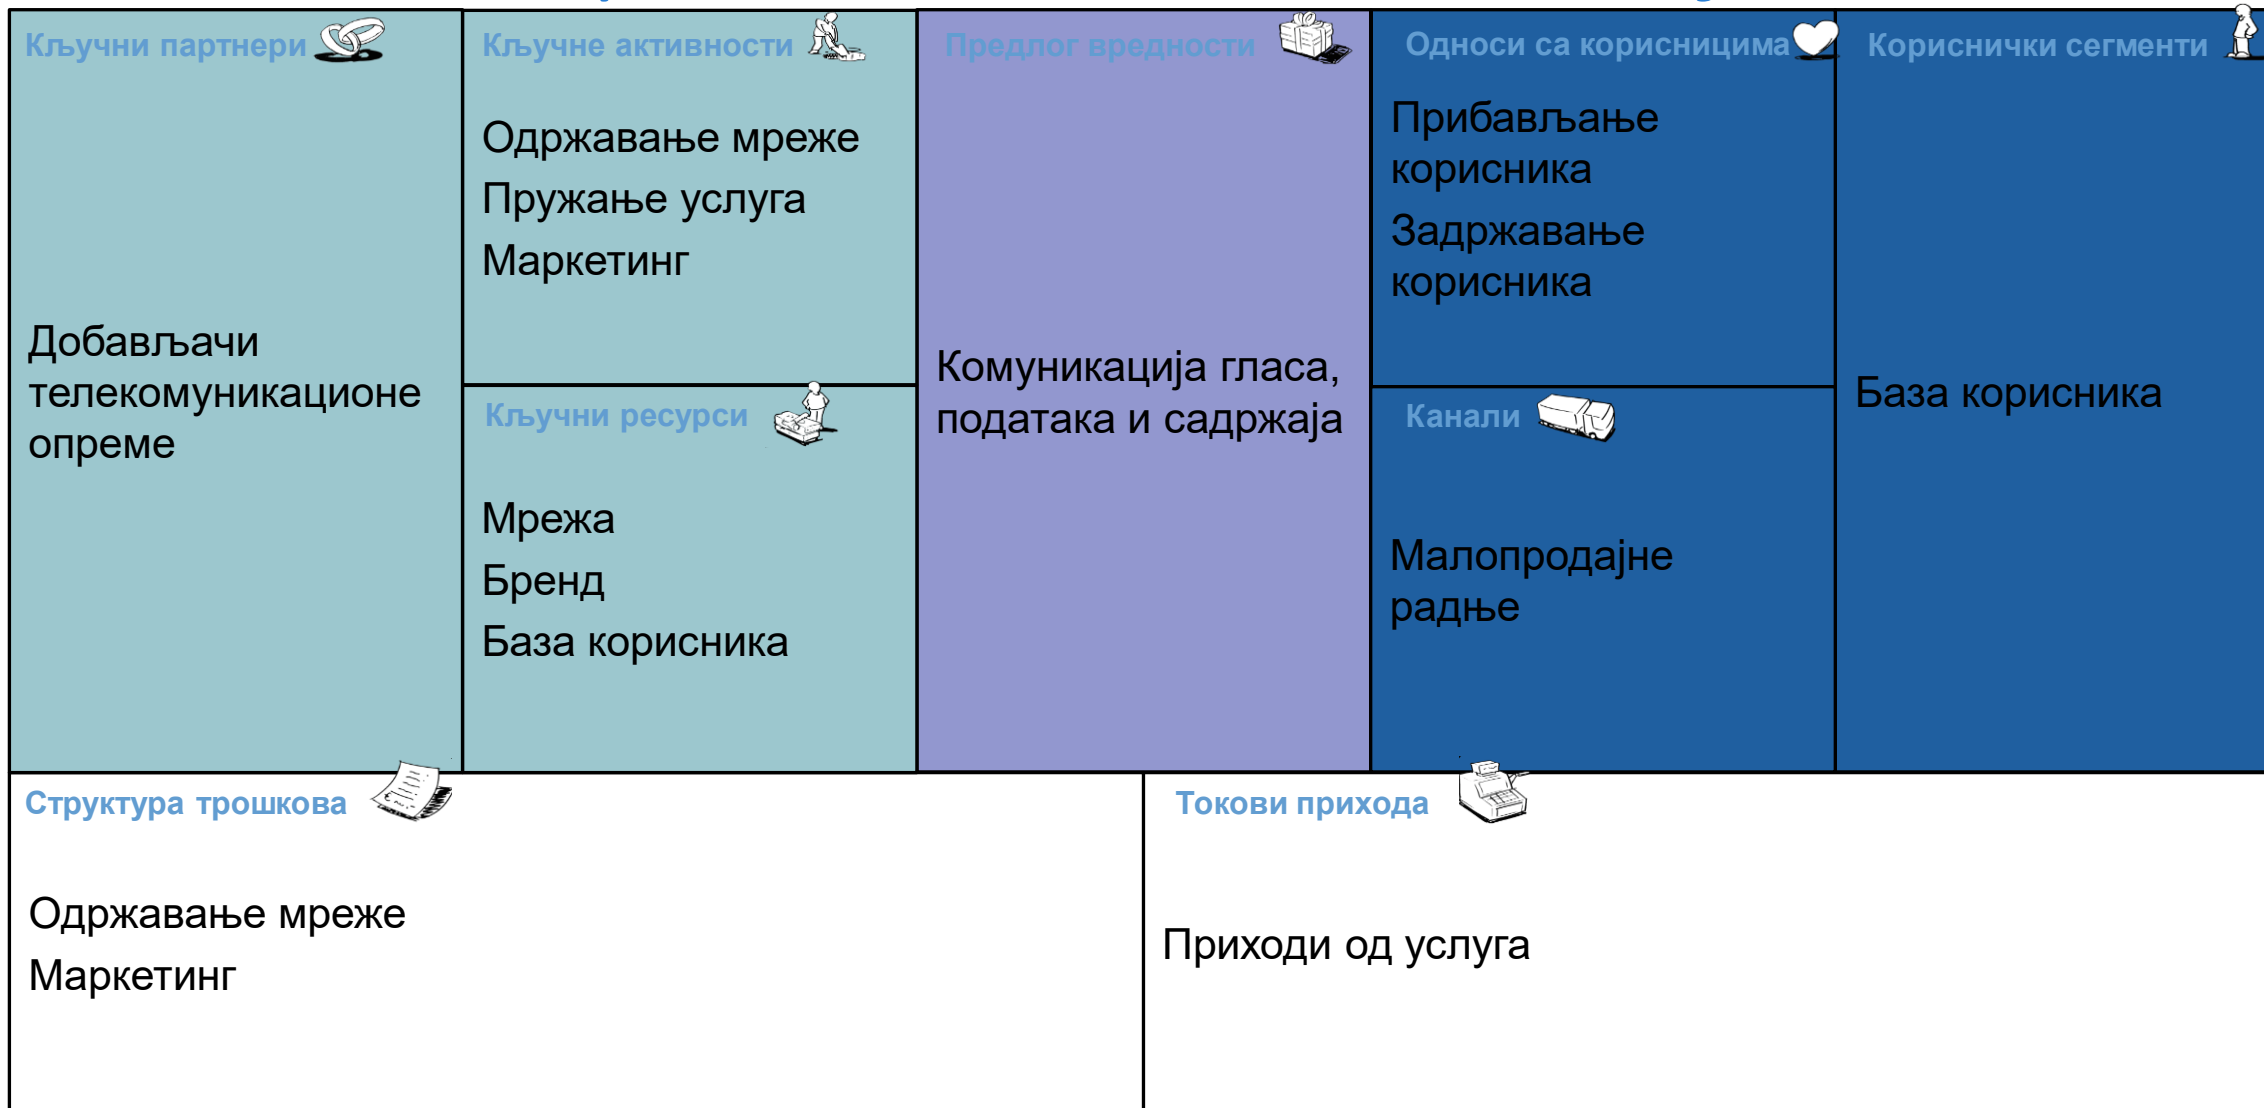 Кључни партнери
Добављачи
телекомуникационе
опреме
Кључне активности
Одржавање мреже
Пружање услуга
Маркетинг
Кључни ресурси
Мрежа
Бренд
База корисника
Предлог вредности
Комуникација гласа,
података и садржаја
Односи са корисницима
Прибављање
корисника
Задржавање
корисника
Канали
Малопродајне
радње
Кориснички сегменти
База корисника
Структура трошкова
Одржавање мреже
Маркетинг
Токови прихода
Приходи од услуга